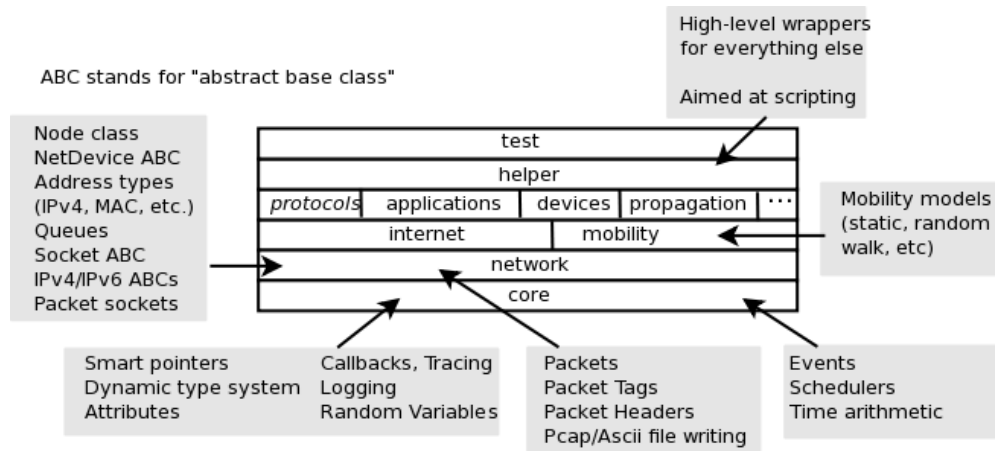 High-level wrappers
for everything else
Aimed at scripting
ABC stands for "abstract base class"
Node class
NetDevice ABC
Address types
(IPv4, MAC, etc.)
Queues
Socket ABC
IPv4/IPv6 ABCs
Packet sockets
test
helper
protocols applications devices propagation ...
internet mobility
network
core
Mobility models
(static, random
walk, etc)
Smart pointers
Dynamic type system
Attributes
Callbacks, Tracing
Logging
Random Variables
Packets
Packet Tags
Packet Headers
Pcap/Ascii file writing
Events
Schedulers
Time arithmetic